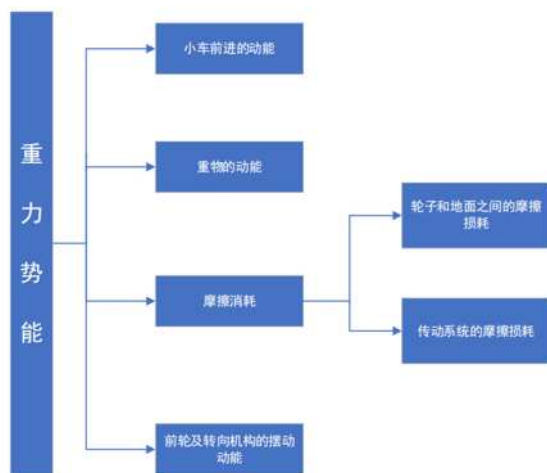 重力势能
小车前进的动能
重物的动能
摩擦消耗
前轮及转向机构的摆动
动能
轮子和地面之间的摩擦
损耗
传动系统的摩擦损耗